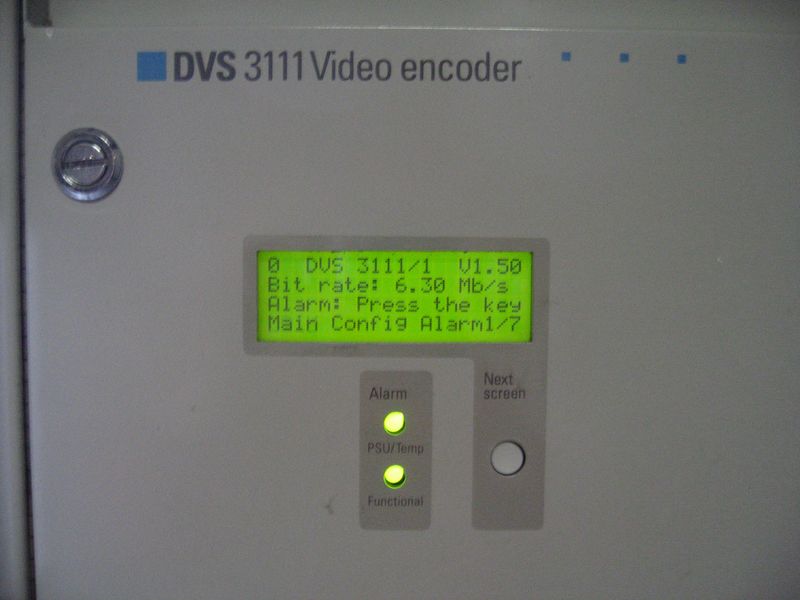 DVS 3111 Video encoder
0 DVS 3111/1 V1.50
Bit rate: 6.30 Mb/s
Alarm: Press the key
Main Config Alarm1/7
Alarm
PSU/Temp
Functional
Next
screen